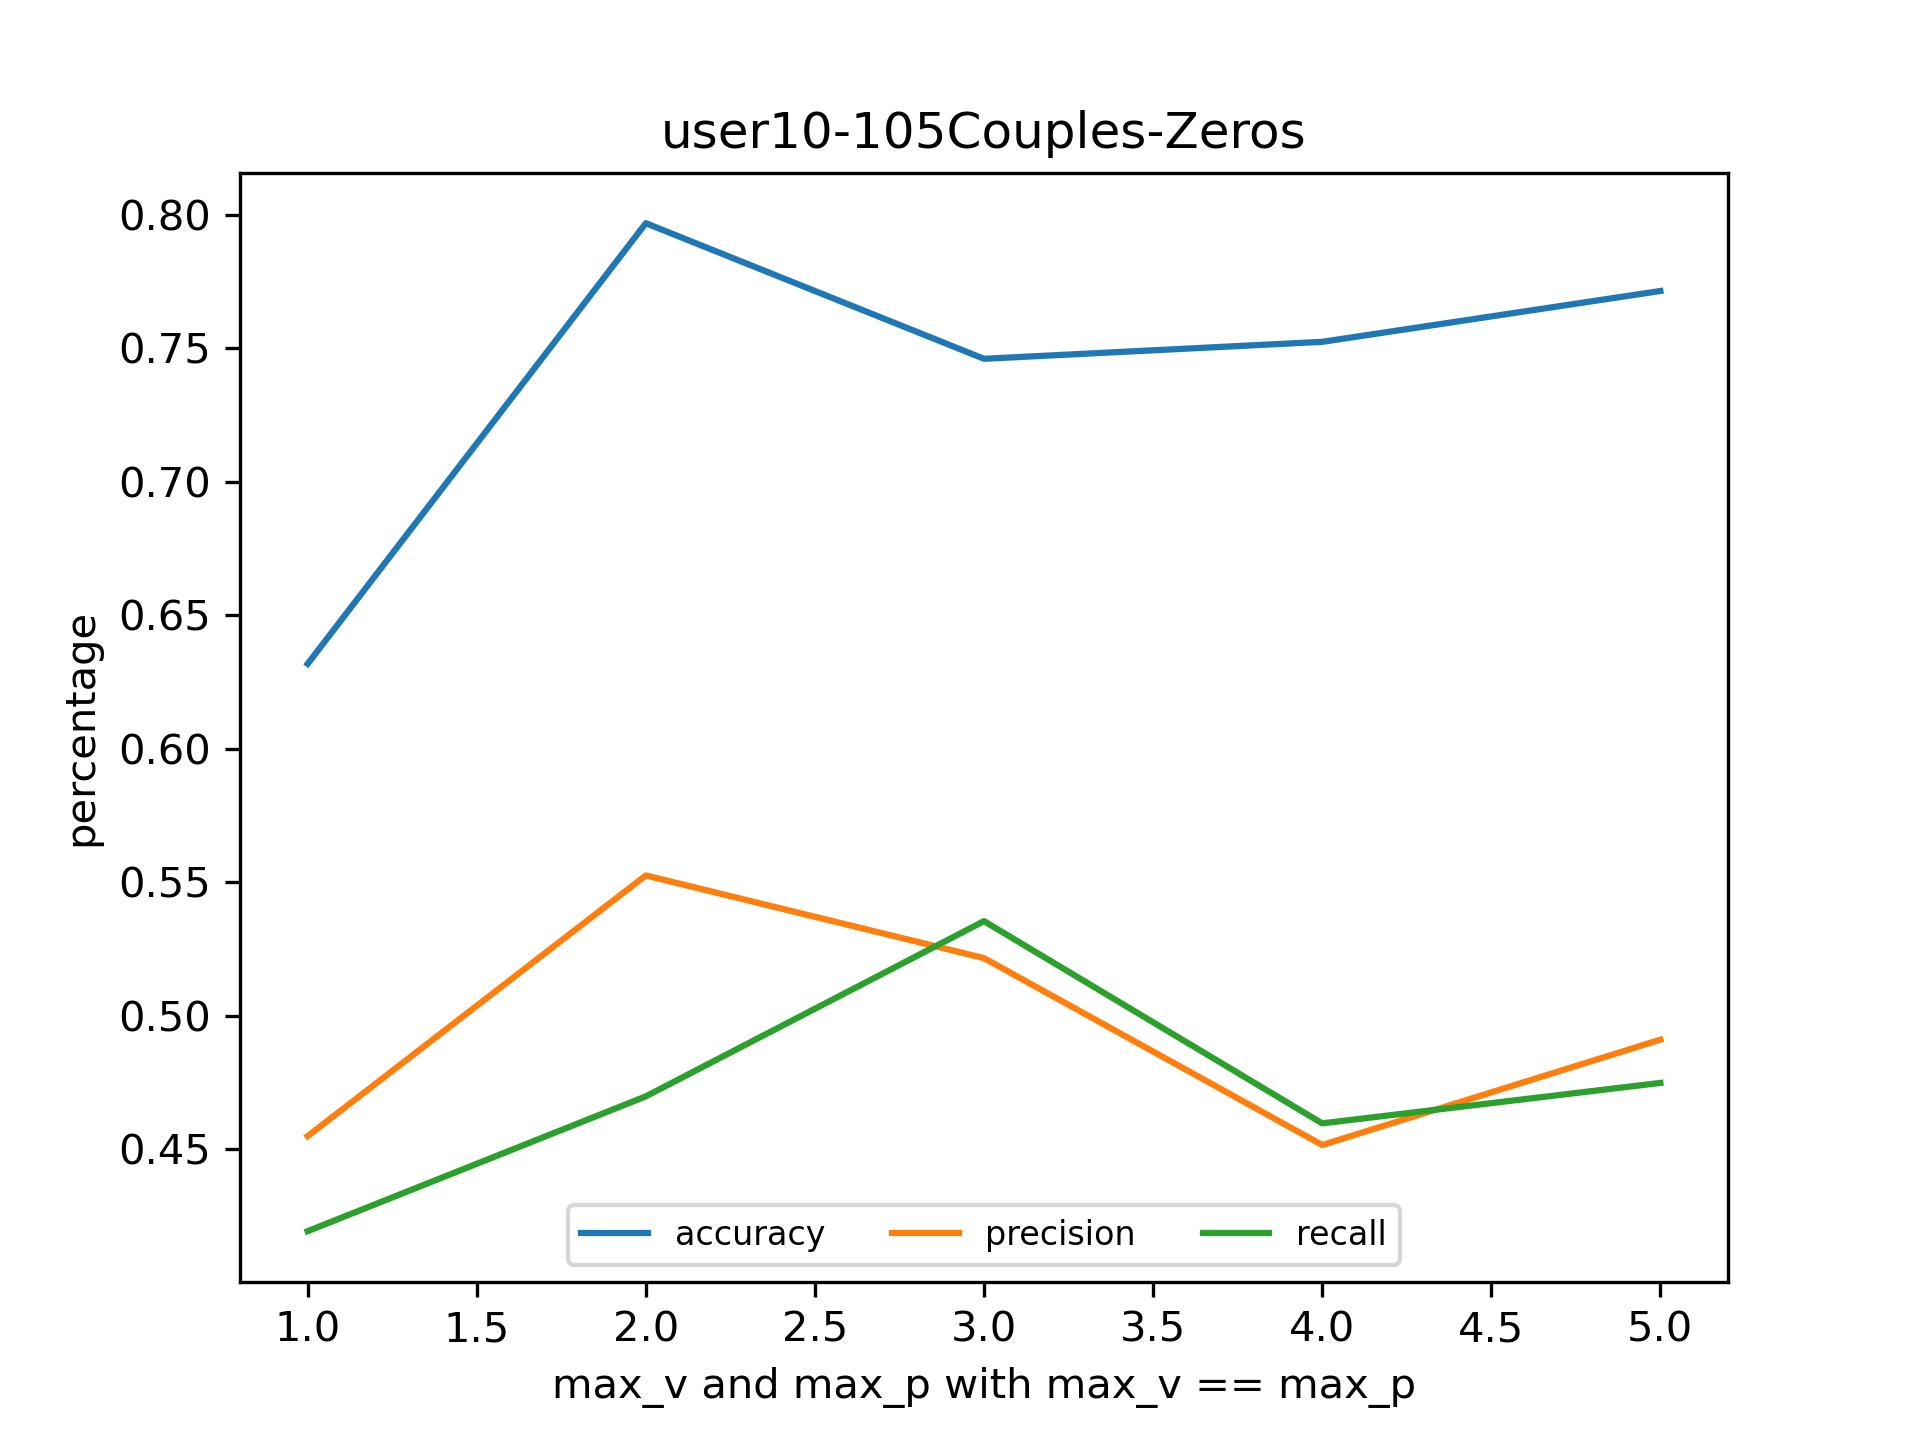 user10-105Couples-Zeros
percentage
0.80
0.75
0.70
0.65
0.60
0.55
0.50
0.45
accuracy precision recall
1.0 1.5 2.0 2.5 3.0 3.5 4.0 4.5 5.0
max_v and max_p with max_v == max_p